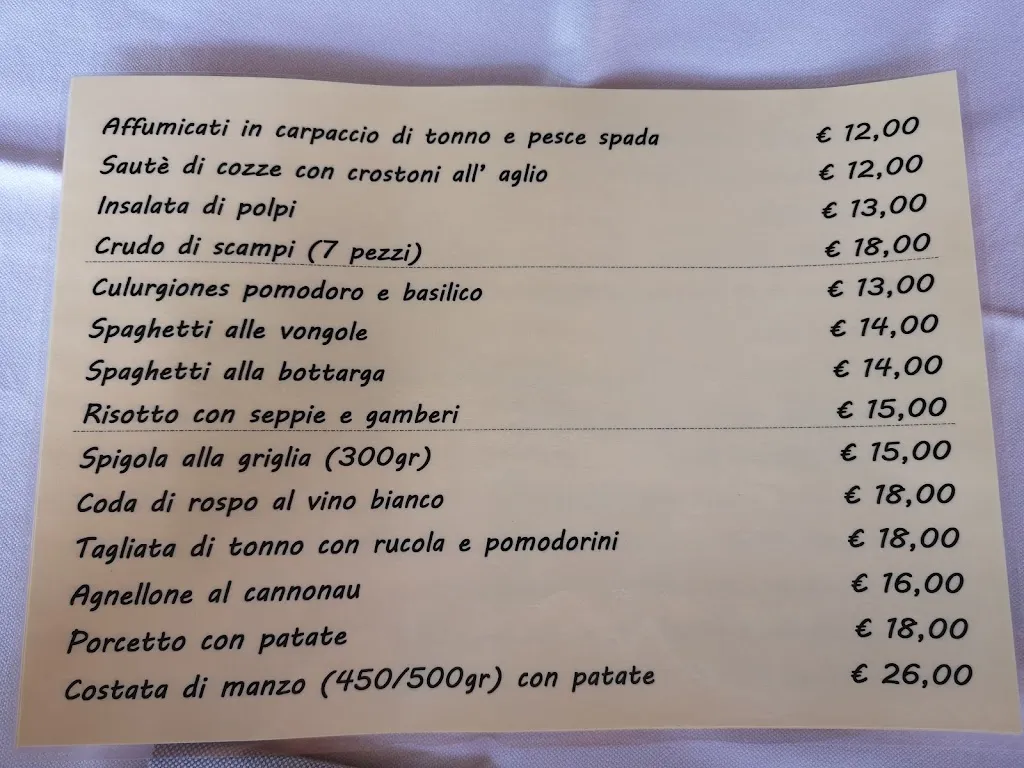 Affumicati in carpaccio di tonno e pesce spada € 12,00
Sautè di cozze con crostoni all' aglio € 12,00
Insalata di polpi € 13,00
Crudo di scampi (7 pezzi) € 18,00
Culurgiones pomodoro e basilico € 13,00
Spaghetti alle vongole € 14,00
Spaghetti alla bottarga € 14,00
Risotto con seppie e gamberi € 15,00
Spigola alla griglia (300gr) € 15,00
Coda di rospo al vino bianco € 18,00
Tagliata di tonno con rucola e pomodorini € 18,00
Agnellone al cannonau € 16,00
Porcetto con patate € 18,00
Costata di manzo (450/500gr) con patate € 26,00